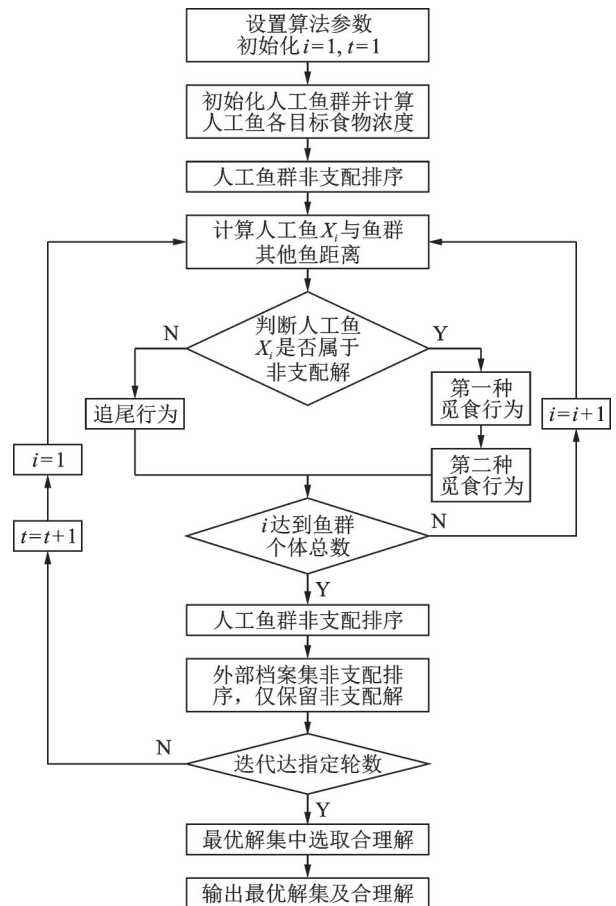 设置算法参数
初始化i=1, t=1
初始化人工鱼群并计算
人工鱼各目标食物浓度
人工鱼群非支配排序
计算人工鱼Xi与鱼群
其他鱼距离
N
判断人工鱼
Xi是否属于
非支配解
Y
追尾行为
第一种
觅食行为
i=i+1
i=1
第二种
觅食行为
t=t+1
i达到鱼群
个体总数
N
Y
人工鱼群非支配排序
外部档案集非支配排
序，仅保留非支配解
N
迭代达指定轮数
Y
最优解集中选取合理解
输出最优解集及合理解